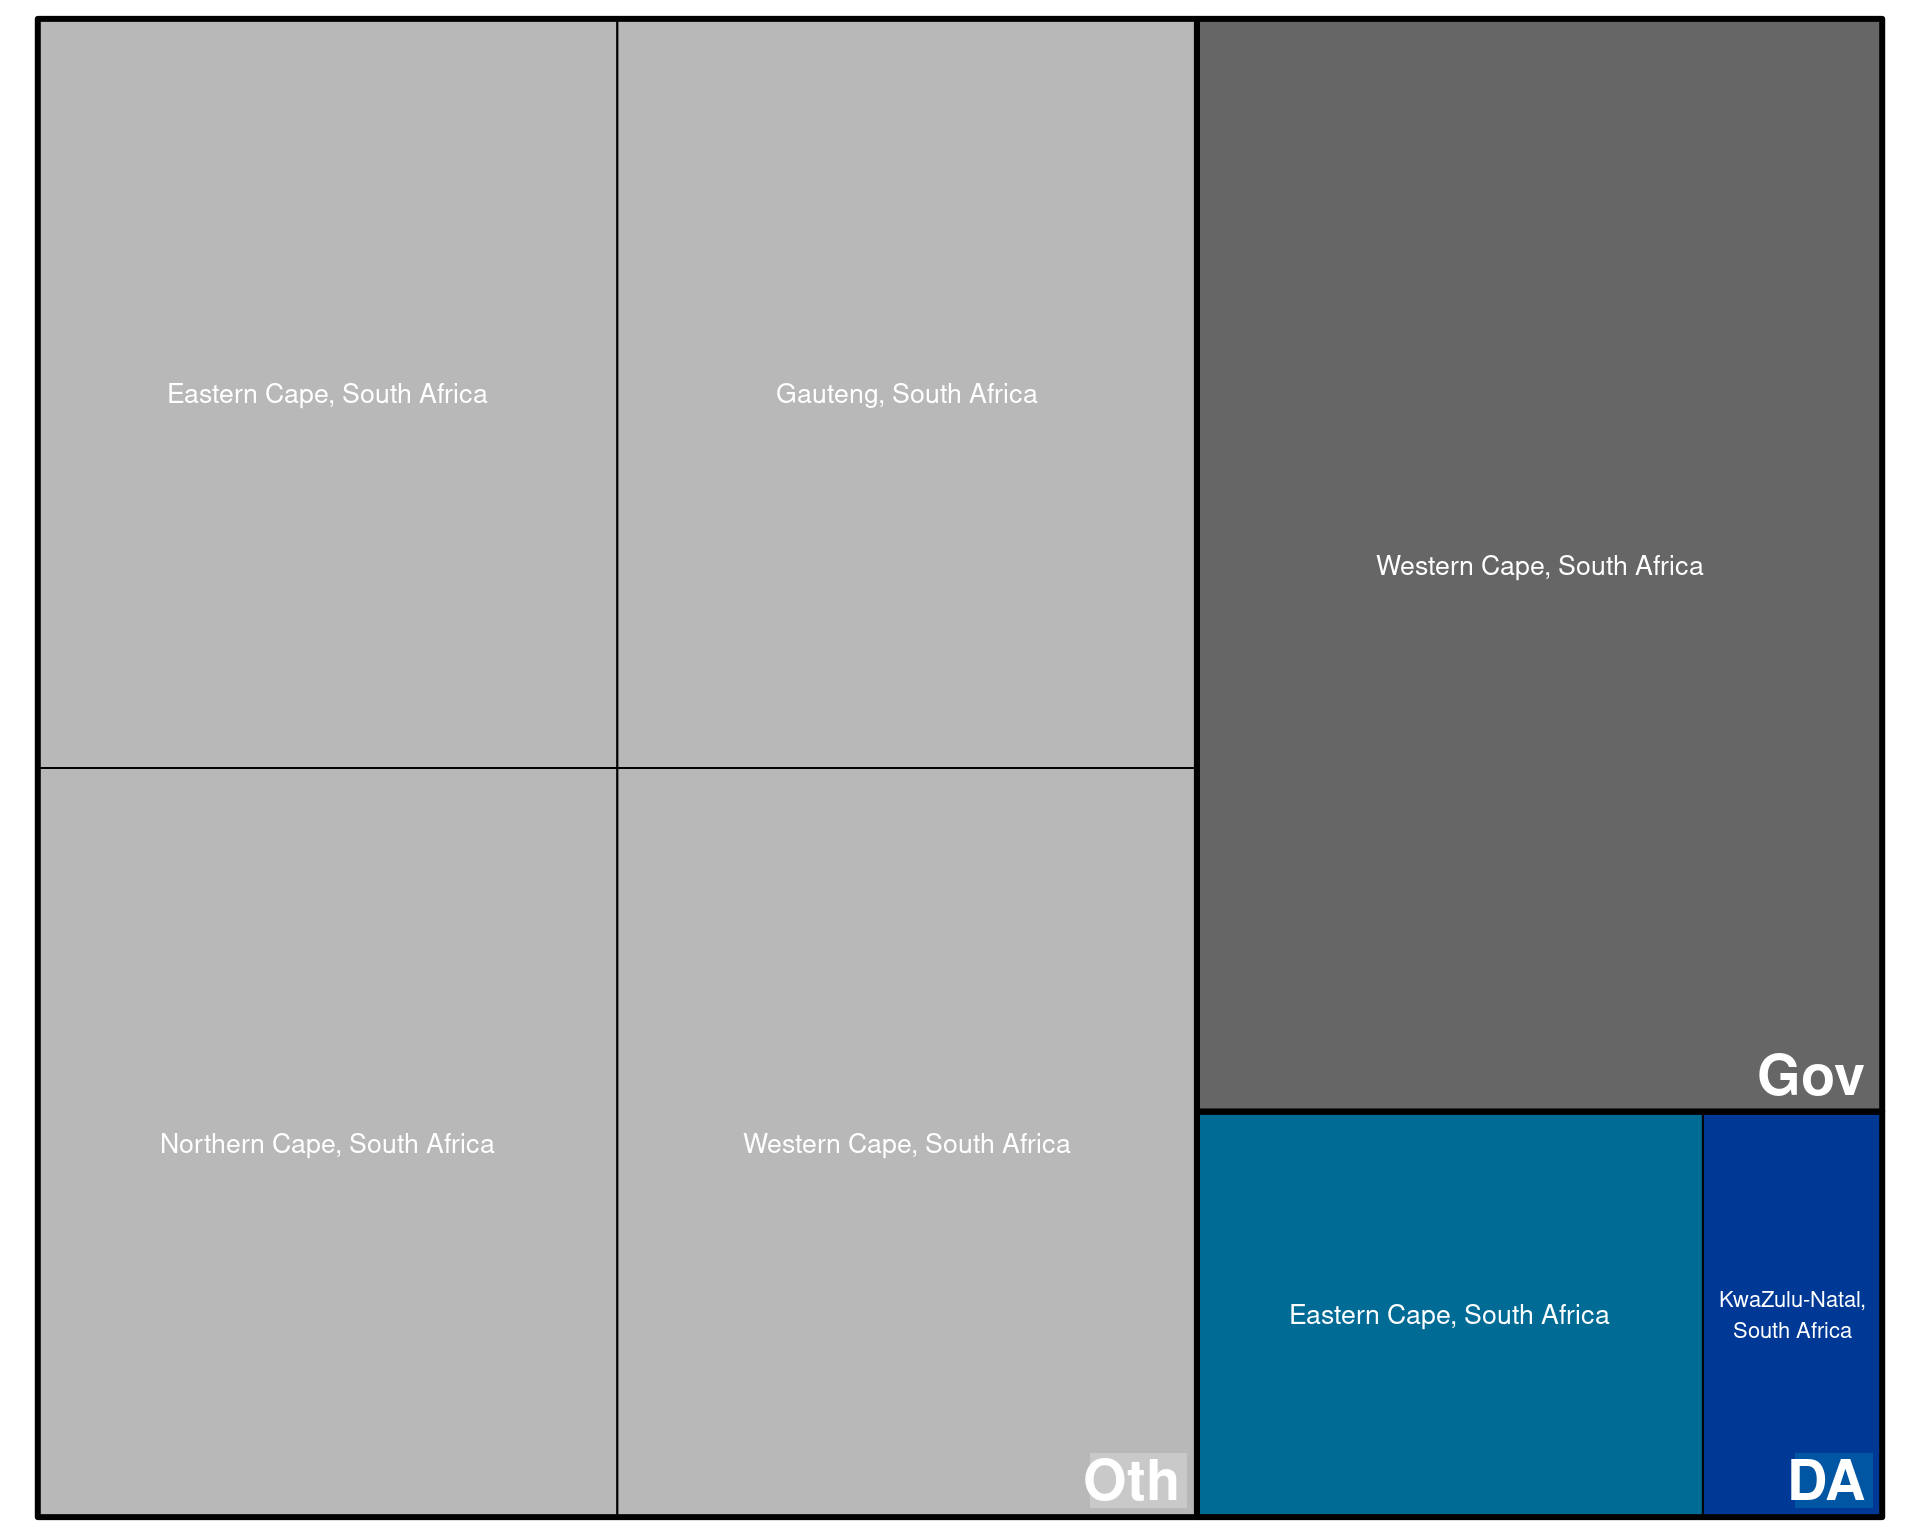 Eastern Cape, South Africa
Gauteng, South Africa
Western Cape, South Africa
Gov
Northern Cape, South Africa
Western Cape, South Africa
Oth
Eastern Cape, South Africa
KwaZulu-Natal,
South Africa
DA